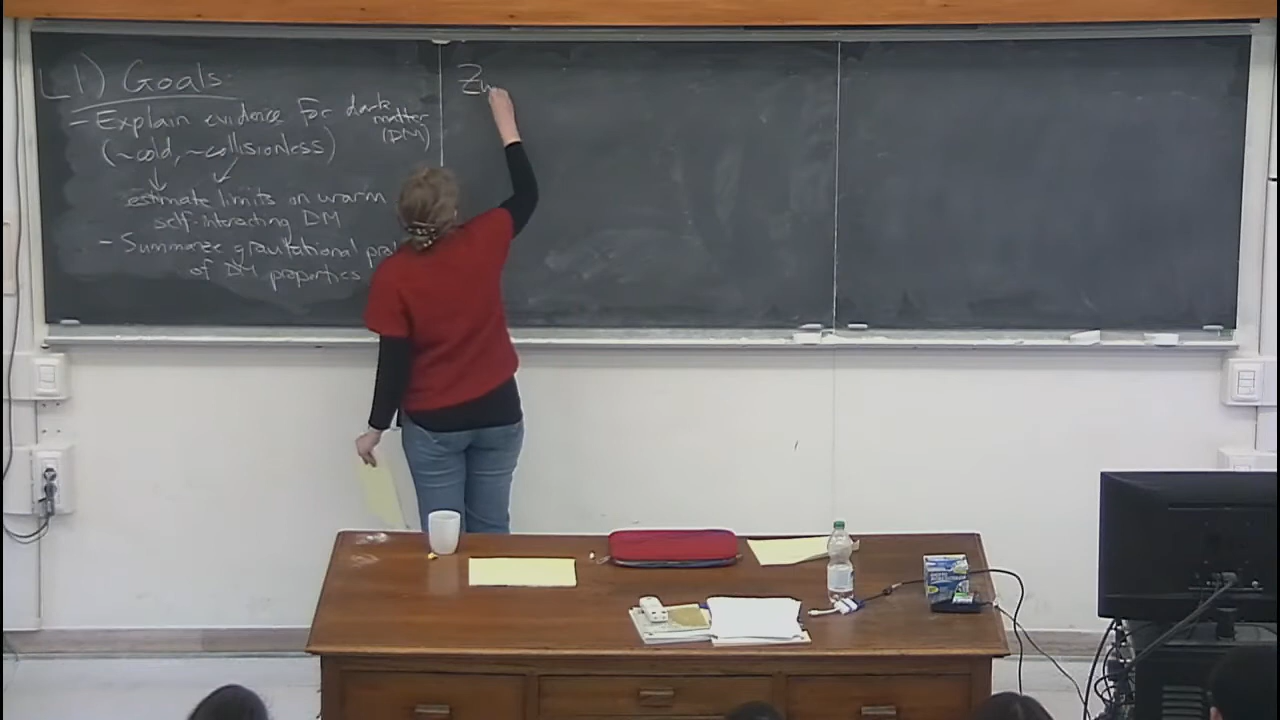 L1) Goals:
- Explain evidence for dark matter (DM)
(~cold, ~collisionless)
estimate limits on warm
self-interacting DM
- Summarize gravitational
of DM properties
Zw